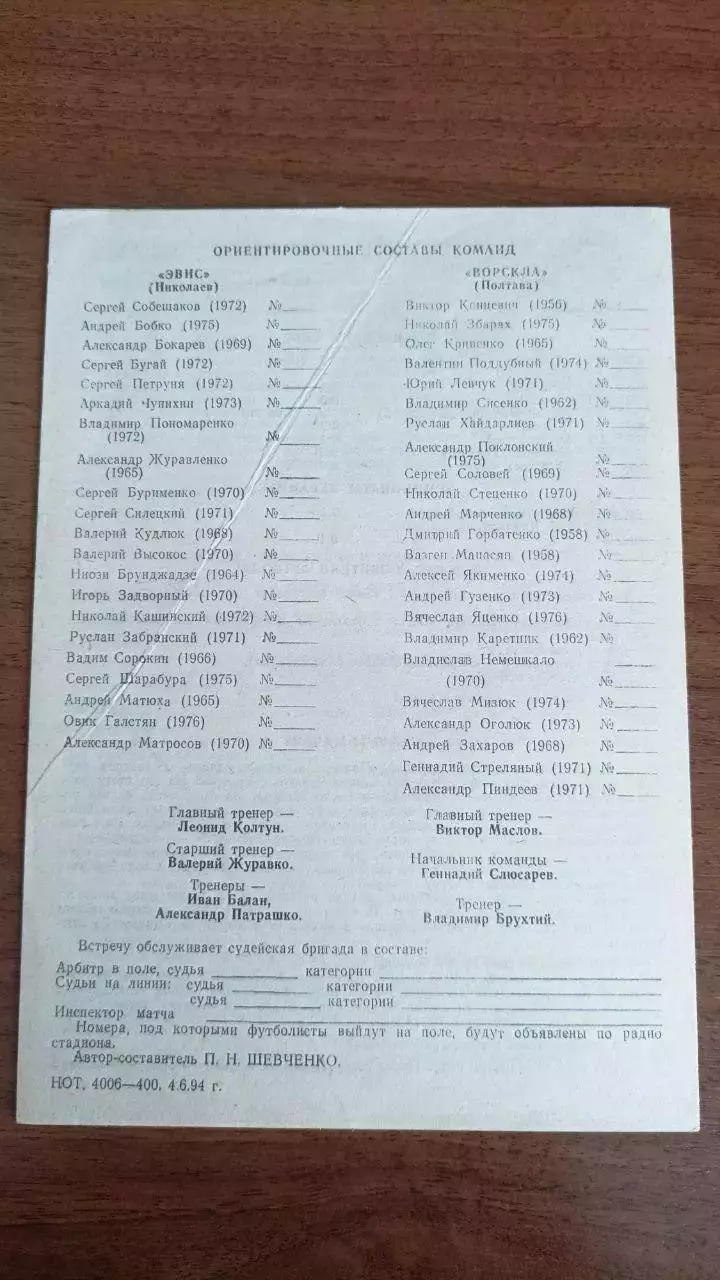 ОРИЕНТИРОВОЧНЫЕ СОСТАВЫ КОМАНД
«ЭВИС»
(Николаев)
Сергей Собещаков (1972) №
Андрей Бобко (1975) №
Александр Бокарев (1969) №
Сергей Бугай (1972) №
Сергей Петруня (1972) №
Аркадий Чупихин (1973) №
Владимир Пономаренко
(1972) №
Александр Журавленко
(1965) №
Сергей Бурименко (1970) №
Сергей Силецкий (1971) №
Валерий Кудлюк (1968) №
Валерий Высокос (1970) №
Ниози Брунджадзе (1964) №
Игорь Задворный (1970) №
Николай Кашинский (1972) №
Руслан Забранский (1971) №
Вадим Сорокин (1966) №
Сергей Шарабура (1975) №
Андрей Матюха (1965) №
Овик Галстян (1976) №
Александр Матросов (1970) №
Главный тренер —
Леонид Колтун.
Старший тренер —
Валерий Журавко.
Тренеры —
Иван Балан,
Александр Патрашко.
«ВОРСКЛА»
(Полтава)
Виктор (1956) №
Николай Збарах (1975) №
Олег Кривенко (1965) №
Валентин Поддубный (1974) №
Юрий Левчук (1971) №
Владимир Сисенко (1962) №
Руслан Хайдарлиев (1971) №
Александр Поклонский
(1975) №
Сергей Соловей (1969) №
Николай Стеценко (1970) №
Андрей Марченко (1968) №
Дмитрий Горбатенко (1958) №
Вазген Манасян (1958) №
Алексей Якименко (1974) №
Андрей Гузенко (1973) №
Вячеслав Яценко (1976) №
Владимир Каретник (1962) №
Владислав Немешкало
(1970) №
Вячеслав Мизюк (1974) №
Александр Оголюк (1973) №
Андрей Захаров (1968) №
Геннадий Стреляный (1971) №
Александр Пиндеев (1971) №
Главный тренер —
Виктор Маслов.
Начальник команды —
Геннадий Слюсарев.
Тренер —
Владимир Брухтий.
Встречу обслуживает судейская бригада в составе:
Арбитр в поле, судья категории
Судьи на линии: судья категории
судья категории
Инспектор матча
Номера, под которыми футболисты выйдут на поле, будут объявлены по радио
стадиона.
Автор-составитель П. Н. ШЕВЧЕНКО.
НОТ, 4006—400, 4.6.94 г.